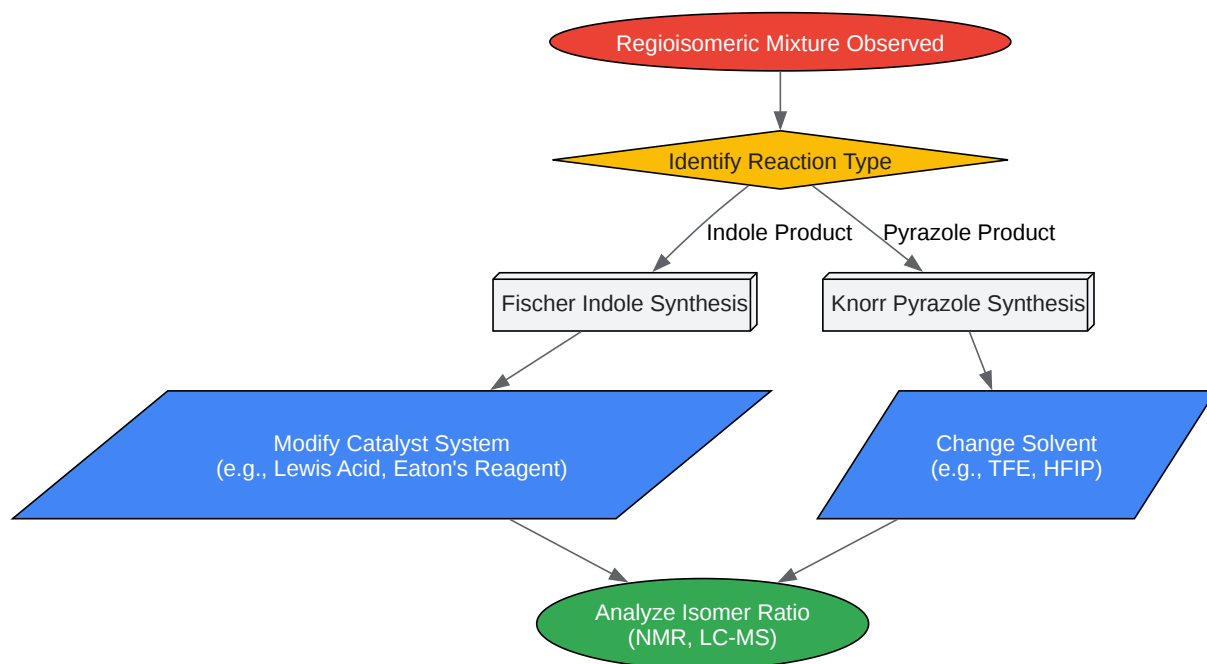 Regioisomeric Mixture Observed
Identify Reaction Type
Indole Product
Pyrazole Product
Fischer Indole Synthesis
Knorr Pyrazole Synthesis
Modify Catalyst System
(e.g., Lewis Acid, Eaton's Reagent)
Change Solvent
(e.g., TFE, HFIP)
Analyze Isomer Ratio
(NMR, LC-MS)